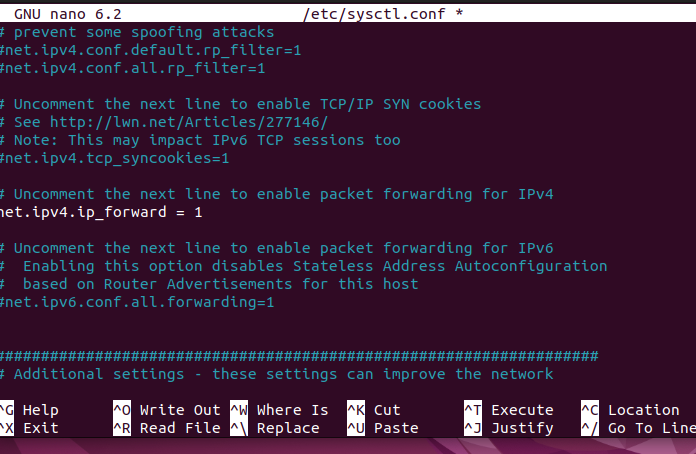 GNU nano 6.2 /etc/sysctl.conf *
# prevent some spoofing attacks
#net.ipv4.conf.default.rp_filter=1
#net.ipv4.conf.all.rp_filter=1
# Uncomment the next line to enable TCP/IP SYN cookies
# See http://lwn.net/Articles/277146/
# Note: This may impact IPv6 TCP sessions too
#net.ipv4.tcp_syncookies=1
# Uncomment the next line to enable packet forwarding for IPv4
net.ipv4.ip_forward = 1
# Uncomment the next line to enable packet forwarding for IPv6
#  Enabling this option disables Stateless Address Autoconfiguration
#  based on Router Advertisements for this host
#net.ipv6.conf.all.forwarding=1
###################################################################
# Additional settings - these settings can improve the network
^G Help ^O Write Out ^W Where Is ^K Cut ^T Execute ^C Location
^X Exit ^R Read File ^\ Replace ^U Paste ^J Justify ^/ Go To Line